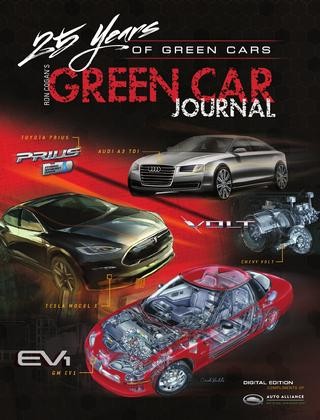 25 Years
OF GREEN CARS
RON COGAN'S
GREEN CAR
JOURNAL
TOYOTA PRIUS
PRIUS
AUDI A3 TDI
VOLT
CHEVY VOLT
TESLA MODEL X
EV1
GM EV1
DIGITAL EDITION
COMPLIMENTS OF
AUTO ALLIANCE